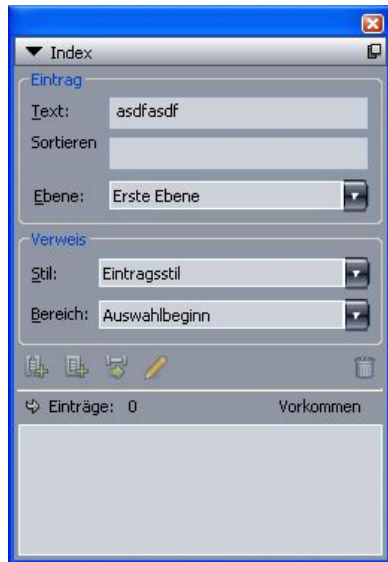 Index
Eintrag
Text: asdfasdf
Sortieren
Ebene: Erste Ebene
Verweis
Stil: Eintragsstil
Bereich: Auswahlbeginn
Einträge: 0 Vorkommen